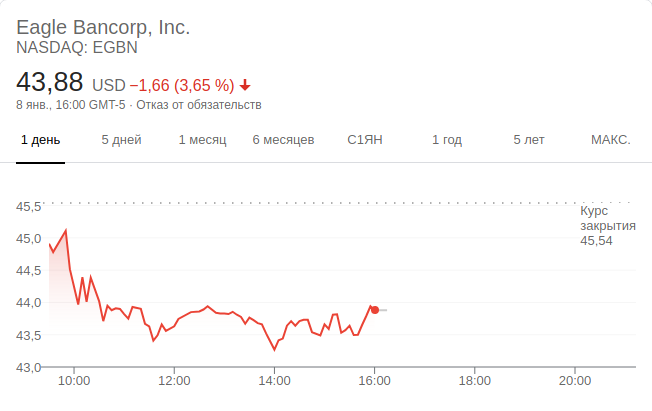 Eagle Bancorp, Inc.
NASDAQ: EGBN
43,88 USD −1,66 (3,65 %)
8 янв., 16:00 GMT-5 · Отказ от обязательств
1 день 5 дней 1 месяц 6 месяцев С1ЯН 1 год 5 лет МАКС.
45,5
Курс
закрытия
45,54
45,0
44,5
44,0
43,5
43,0
10:00 12:00 14:00 16:00 18:00 20:00